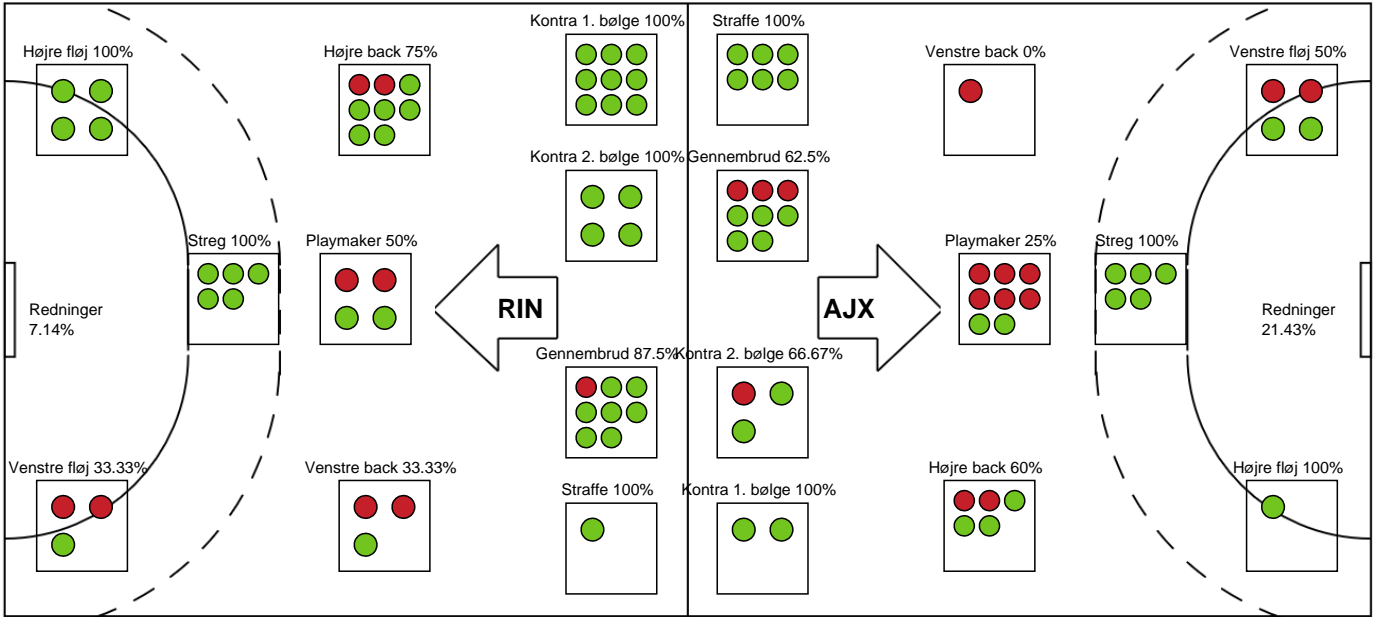 Kontra 1. bølge 100%
Straffe 100%
Højre fløj 100%
Højre back 75%
Venstre back 0%
Venstre fløj 50%
Kontra 2. bølge 100%
Gennembrud 62.5%
Streg 100%
Playmaker 50%
Playmaker 25%
Streg 100%
Redninger
7.14%
RIN
AJX
Redninger
21.43%
Gennembrud 87.5%
Kontra 2. bølge 66.67%
Venstre fløj 33.33%
Venstre back 33.33%
Højre back 60%
Højre fløj 100%
Straffe 100%
Kontra 1. bølge 100%